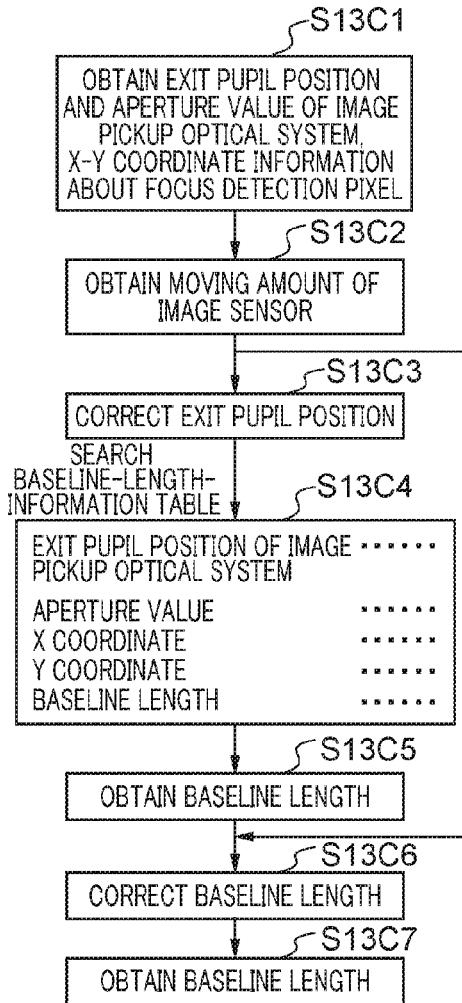 S13C1
OBTAIN EXIT PUPIL POSITION
AND APERTURE VALUE OF IMAGE
PICKUP OPTICAL SYSTEM,
X-Y COORDINATE INFORMATION
ABOUT FOCUS DETECTION PIXEL
S13C2
OBTAIN MOVING AMOUNT OF
IMAGE SENSOR
S13C3
CORRECT EXIT PUPIL POSITION
SEARCH
BASELINE-LENGTH-
INFORMATION TABLE
S13C4
EXIT PUPIL POSITION OF IMAGE ******
PICKUP OPTICAL SYSTEM
APERTURE VALUE ******
X COORDINATE ******
Y COORDINATE ******
BASELINE LENGTH ******
S13C5
OBTAIN BASELINE LENGTH
S13C6
CORRECT BASELINE LENGTH
S13C7
OBTAIN BASELINE LENGTH